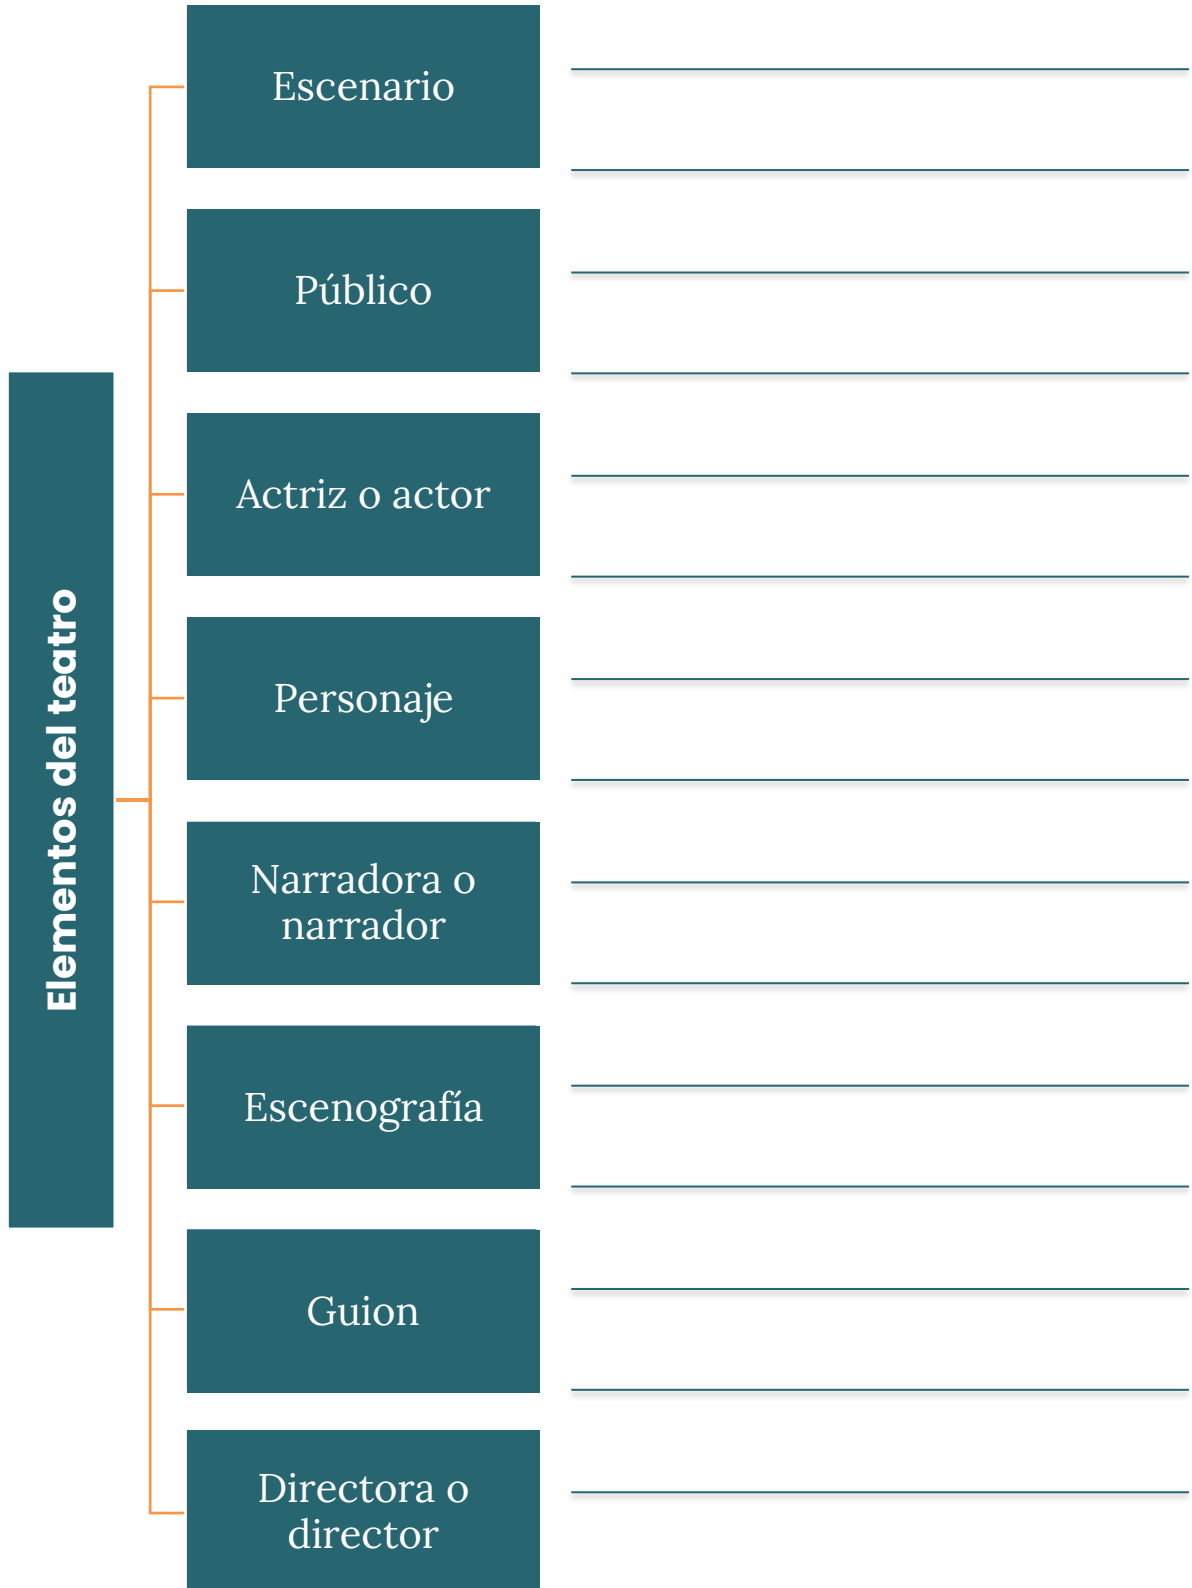 Elementos del teatro
Escenario
Público
Actriz o actor
Personaje
Narradora o
narrador
Escenografía
Guion
Directora o
director